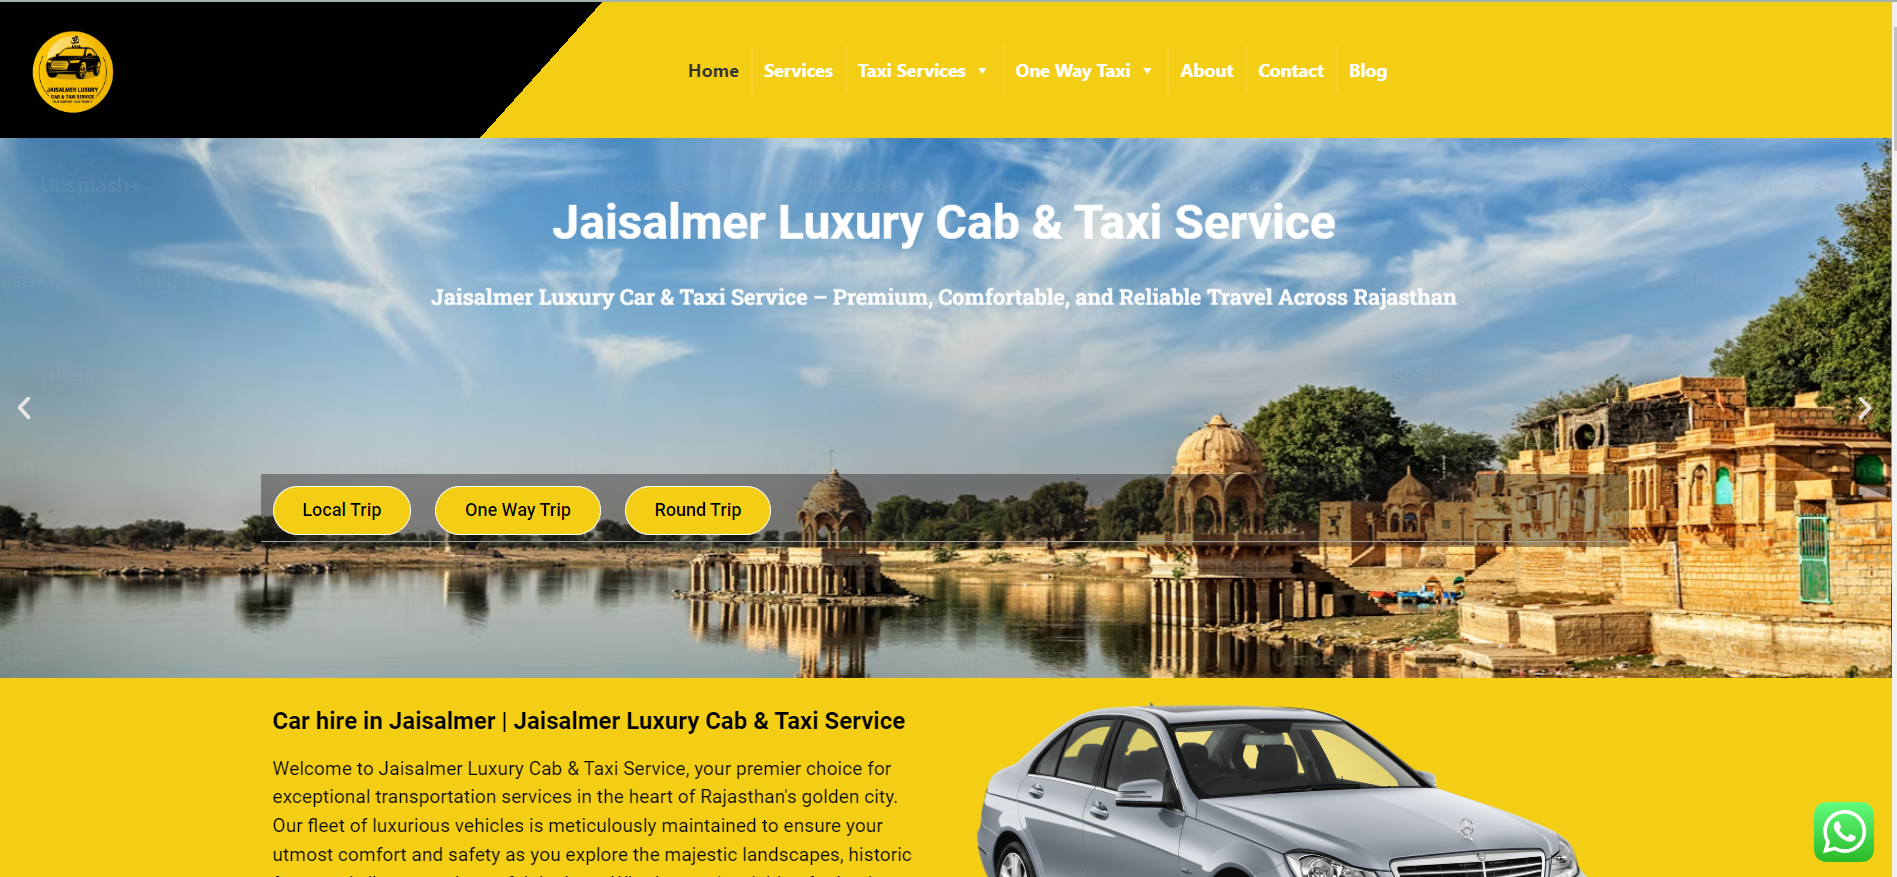 JAISALMER LUXURY
CAB & TAXI SERVICE
Home
Services
Taxi Services
One Way Taxi
About
Contact
Blog
Unsplash+
Jaisalmer Luxury Cab & Taxi Service
Jaisalmer Luxury Car & Taxi Service – Premium, Comfortable, and Reliable Travel Across Rajasthan
Local Trip
One Way Trip
Round Trip
Car hire in Jaisalmer | Jaisalmer Luxury Cab & Taxi Service
Welcome to Jaisalmer Luxury Cab & Taxi Service, your premier choice for
exceptional transportation services in the heart of Rajasthan's golden city.
Our fleet of luxurious vehicles is meticulously maintained to ensure your
utmost comfort and safety as you explore the majestic landscapes, historic